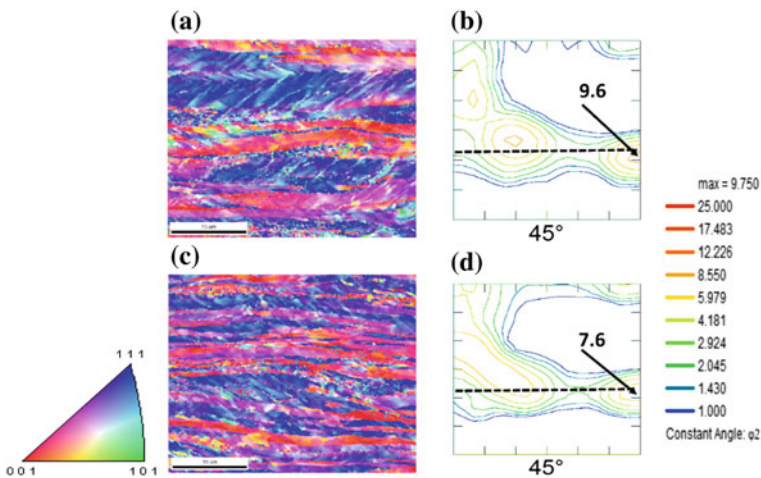 (a)
(b)
9.6
45°
max = 9.750
25.000
17.483
12.226
8.550
5.979
4.181
2.924
2.045
1.430
1.000
Constant Angle: φ2
(c)
(d)
7.6
45°
1 1 1
0 0 1
1 0 1